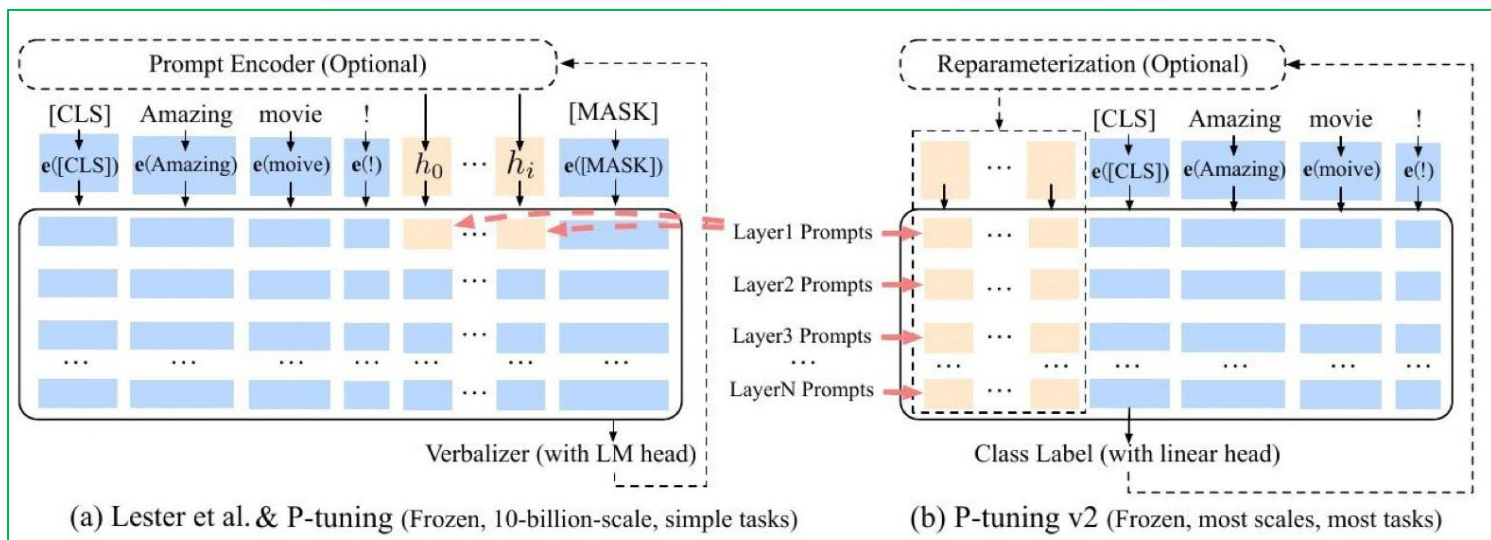 Prompt Encoder (Optional)
[CLS] Amazing movie ! [MASK]
e([CLS]) e(Amazing) e(moive) e(!) h0 ... hi e([MASK])
...
...
...
... ... ... ... ... ...
...
Verbalizer (with LM head)
(a) Lester et al. & P-tuning (Frozen, 10-billion-scale, simple tasks)
Layer1 Prompts
Layer2 Prompts
Layer3 Prompts
...
LayerN Prompts
Reparameterization (Optional)
[CLS] Amazing movie !
... e([CLS]) e(Amazing) e(moive) e(!)
...
...
...
... ... ... ... ... ...
...
Class Label (with linear head)
(b) P-tuning v2 (Frozen, most scales, most tasks)